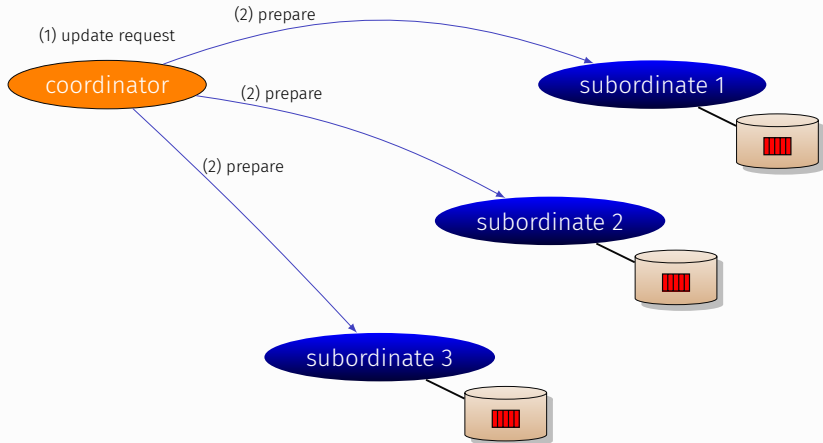 (2) prepare
(1) update request
coordinator
subordinate 1
(2) prepare
(2) prepare
subordinate 2
subordinate 3